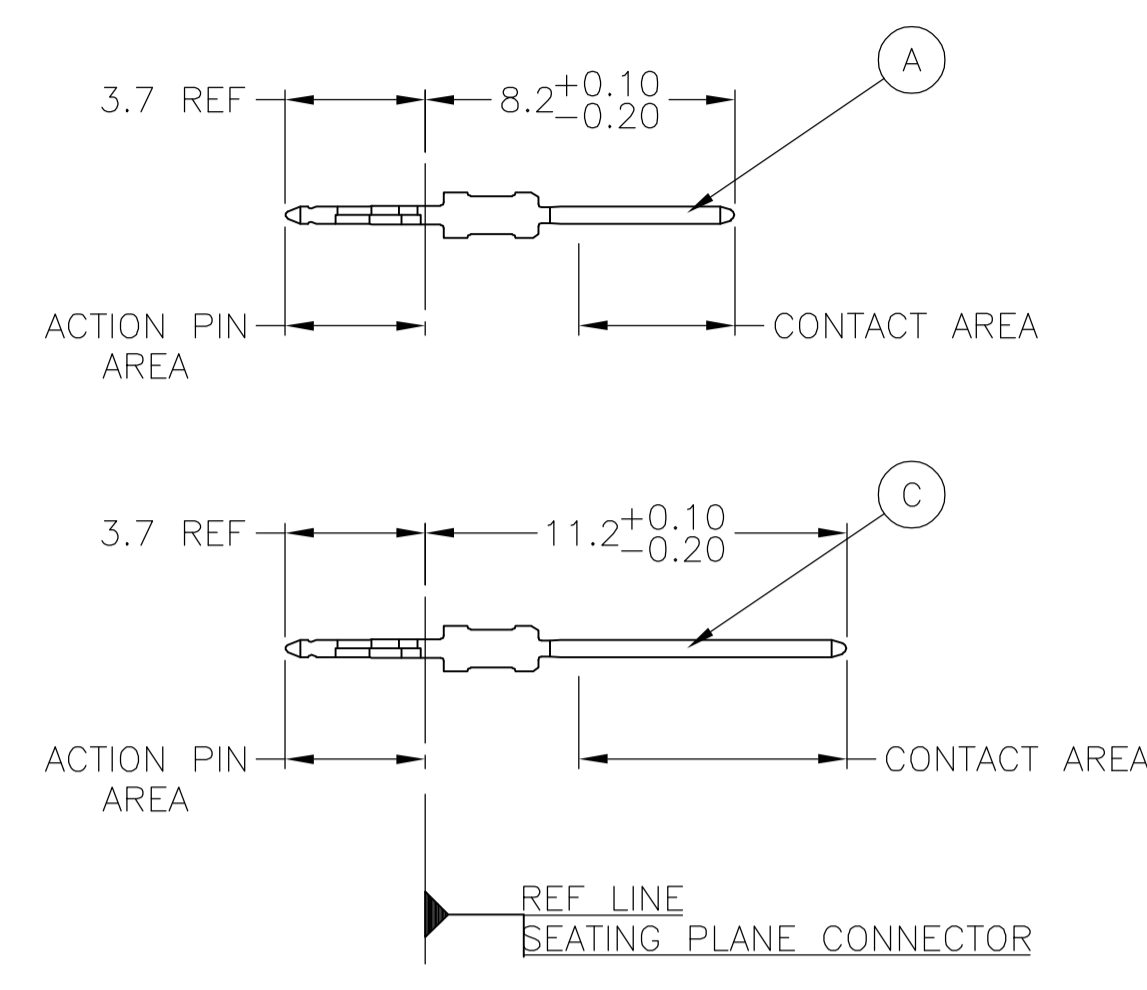 A
3.7 REF
8.2 +0.10 -0.20
ACTION PIN AREA
CONTACT AREA
C
3.7 REF
11.2 +0.10 -0.20
ACTION PIN AREA
CONTACT AREA
REF LINE
SEATING PLANE CONNECTOR